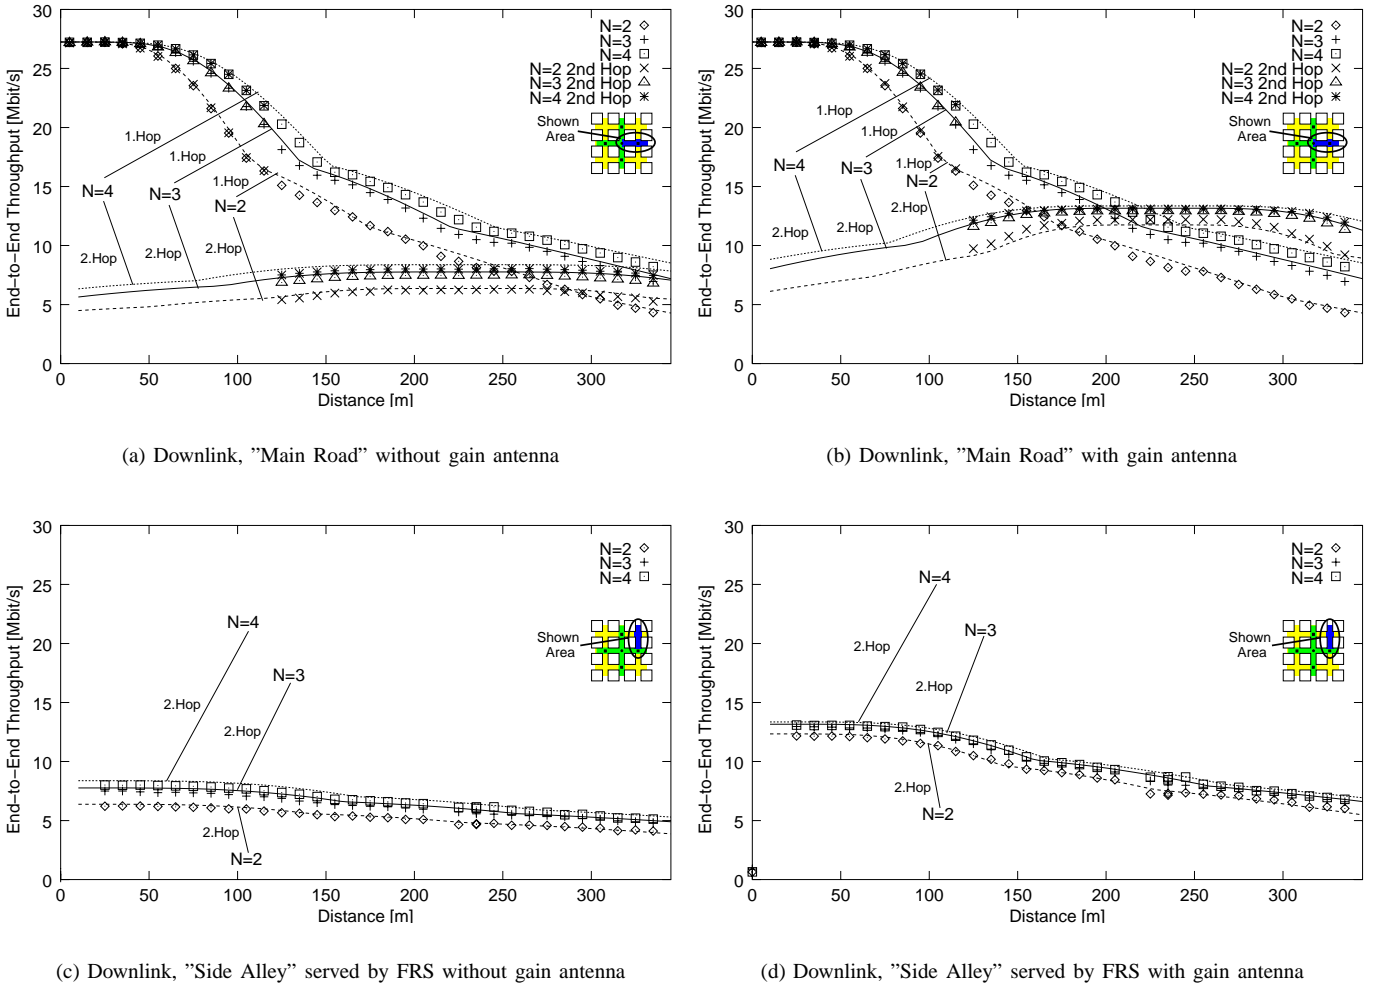 End-to-End Throughput [Mbit/s]
30
25
20
15
10
5
0
0 50 100 150 200 250 300
Distance [m]
N=2
N=3
N=4
N=2 2nd Hop
N=3 2nd Hop
N=4 2nd Hop
Shown
Area
1.Hop
1.Hop
1.Hop
N=4
N=3
N=2
2.Hop
2.Hop
2.Hop
(a) Downlink, ”Main Road” without gain antenna
End-to-End Throughput [Mbit/s]
30
25
20
15
10
5
0
0 50 100 150 200 250 300
Distance [m]
N=2
N=3
N=4
N=2 2nd Hop
N=3 2nd Hop
N=4 2nd Hop
Shown
Area
1.Hop
1.Hop
1.Hop
N=4
N=3
N=2
2.Hop
2.Hop
2.Hop
(b) Downlink, ”Main Road” with gain antenna
End-to-End Throughput [Mbit/s]
30
25
20
15
10
5
0
0 50 100 150 200 250 300
Distance [m]
N=2
N=3
N=4
Shown
Area
N=4
N=3
2.Hop
2.Hop
2.Hop
N=2
(c) Downlink, ”Side Alley” served by FRS without gain antenna
End-to-End Throughput [Mbit/s]
30
25
20
15
10
5
0
0 50 100 150 200 250 300
Distance [m]
N=2
N=3
N=4
Shown
Area
N=4
N=3
2.Hop
2.Hop
2.Hop
N=2
(d) Downlink, ”Side Alley” served by FRS with gain antenna